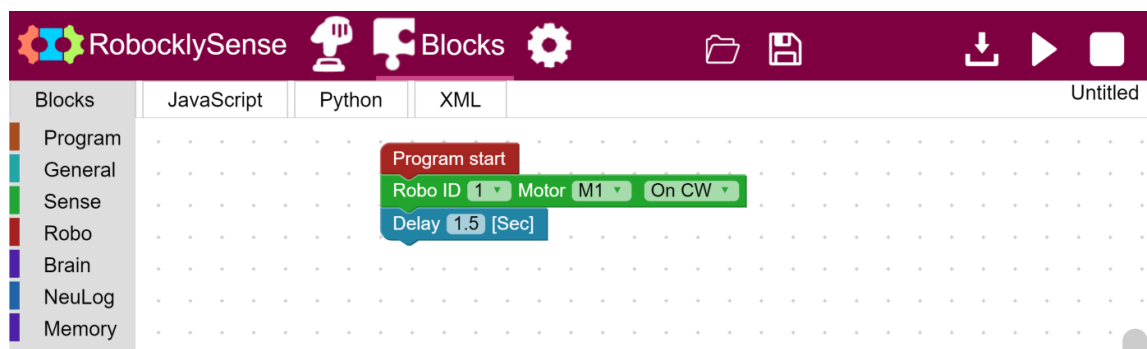 RobocklySense Blocks
Blocks JavaScript Python XML Untitled
Program
General
Sense
Robo
Brain
NeuLog
Memory
Program start
Robo ID 1 Motor M1 On CW
Delay 1.5 [Sec]